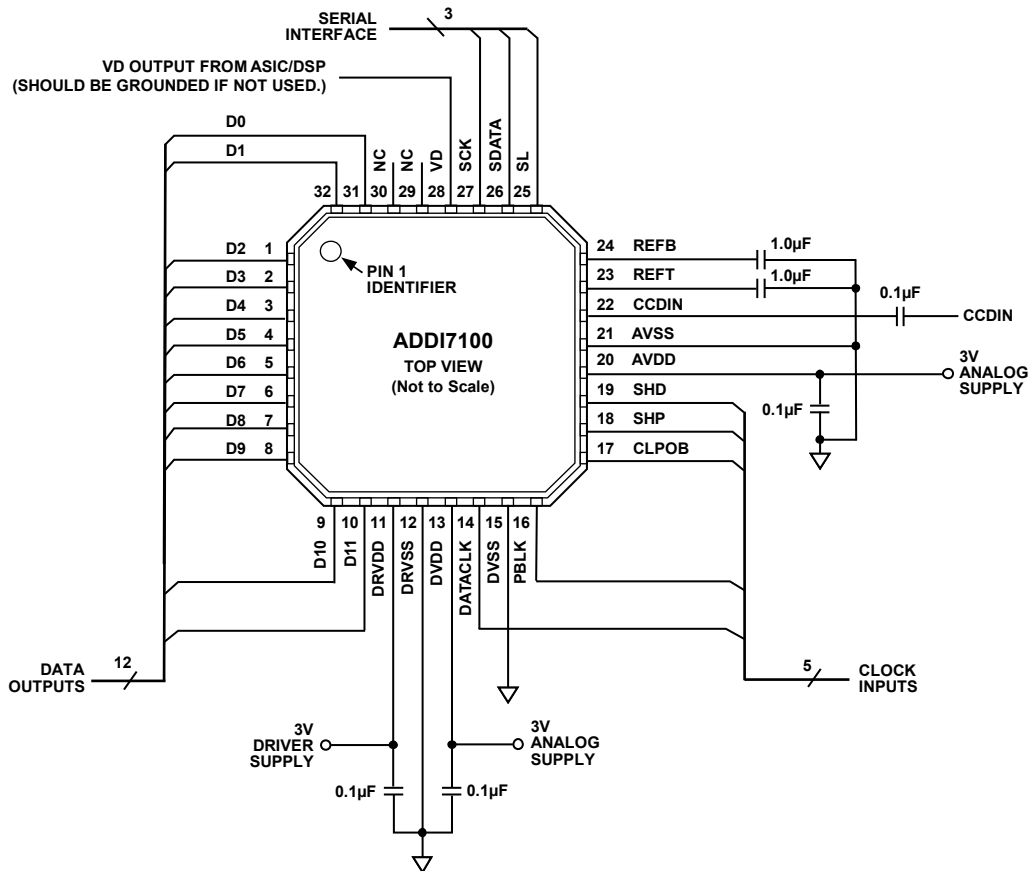 SERIAL
INTERFACE
3
VD OUTPUT FROM ASIC/DSP
(SHOULD BE GROUNDED IF NOT USED.)
D0
D1
NC
NC
VD
SCK
SDATA
SL
32 31 30 29 28 27 26 25
D2 1
D3 2
D4 3
D5 4
D6 5
D7 6
D8 7
D9 8
PIN 1
IDENTIFIER
ADDI7100
TOP VIEW
(Not to Scale)
24 REFB
23 REFT
22 CCDIN
21 AVSS
20 AVDD
19 SHD
18 SHP
17 CLPOB
1.0µF
1.0µF
0.1µF
CCDIN
3V
ANALOG
SUPPLY
0.1µF
9 10 11 12 13 14 15 16
D10
D11
DRVDD
DRVSS
DVDD
DATACLK
DVSS
PBLK
DATA
OUTPUTS
12
5
CLOCK
INPUTS
3V
DRIVER
SUPPLY
3V
ANALOG
SUPPLY
0.1µF
0.1µF